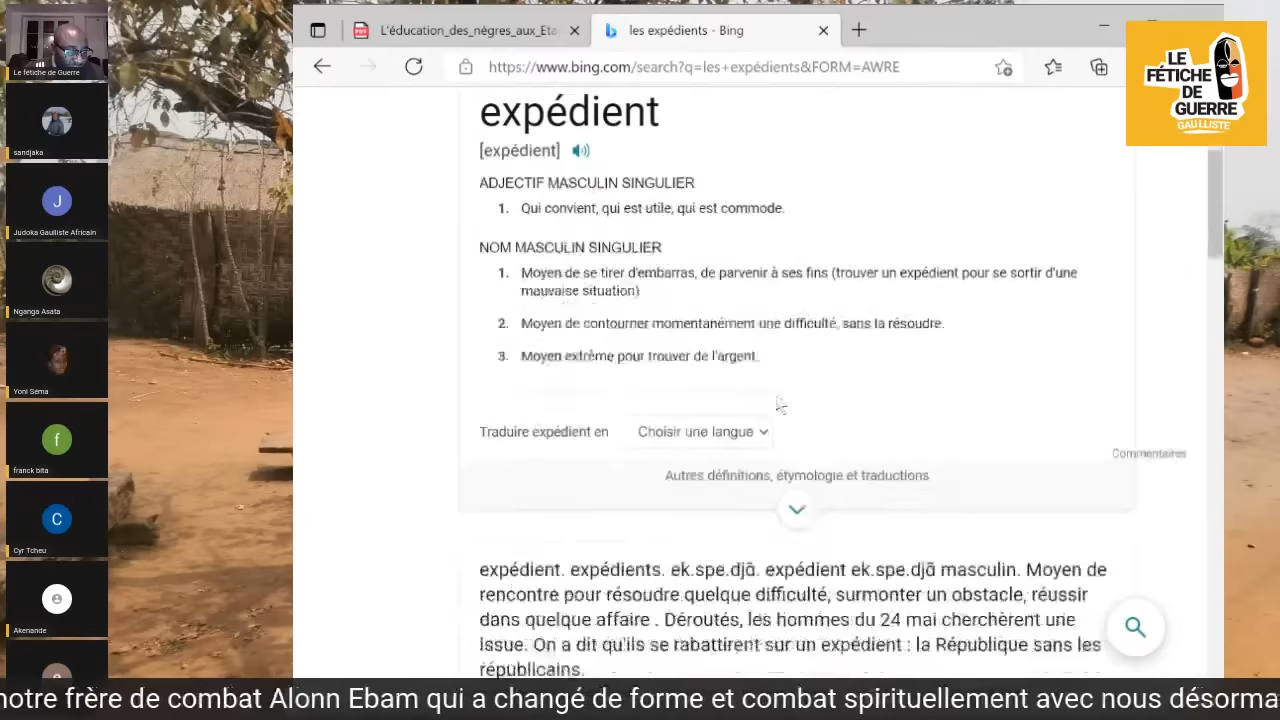 L'éducation_des_nègres_aux_Eta
les expédients - Bing
https://www.bing.com/search?q=les+expédients&FORM=AWRE
LE
FÉTICHE
DE
GUERRE
GAULLISTE
Le fétiche de Guerre
sandjaka
J
Judoka Gaulliste Africain
Nganga Asata
Yoni Séma
f
franck bita
C
Cyr Tcheu
Akenande
expédient
[expédient]
ADJECTIF MASCULIN SINGULIER
1. Qui convient, qui est utile, qui est commode.
NOM MASCULIN SINGULIER
1. Moyen de se tirer d'embarras, de parvenir à ses fins (trouver un expédient pour se sortir d'une
mauvaise situation)
2. Moyen de contourner momentanément une difficulté, sans la résoudre.
3. Moyen extrême pour trouver de l'argent.
Traduire expédient en Choisir une langue
Commentaires
Autres définitions, étymologie et traductions
expédient. expédients. ek.spe.djɑ̃. expédient ek.spe.djɑ̃ masculin. Moyen de
rencontre pour résoudre quelque difficulté, surmonter un obstacle, réussir
dans quelque affaire . Déroutés, les hommes du 24 mai cherchèrent une
issue. On a dit qu'ils se rabattirent sur un expédient : la République sans les
républicains.
notre frère de combat Alonn Ebam qui a changé de forme et combat spirituellement avec nous désorma